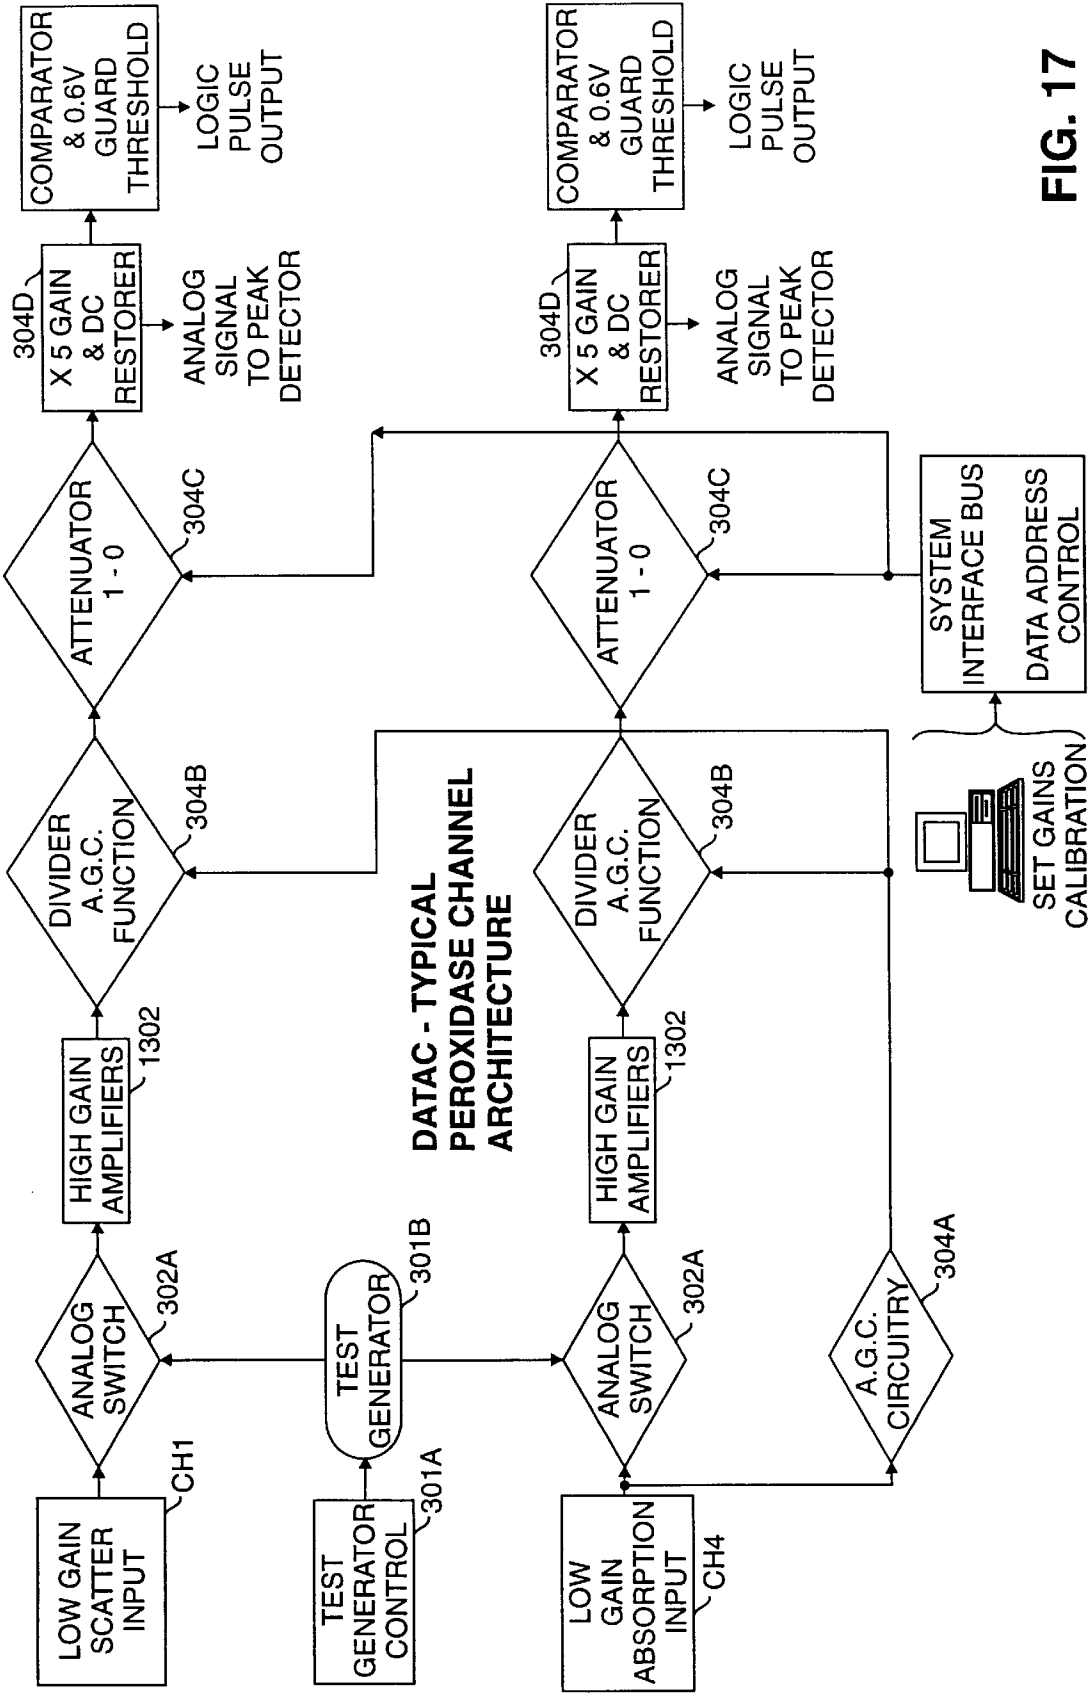 LOW GAIN
SCATTER
INPUT
CH1
ANALOG
SWITCH
302A
HIGH GAIN
AMPLIFIERS
1302
DIVIDER
A.G.C.
FUNCTION
304B
ATTENUATOR
1 - 0
304C
304D
X 5 GAIN
& DC
RESTORER
ANALOG
SIGNAL
TO PEAK
DETECTOR
COMPARATOR
& 0.6V
GUARD
THRESHOLD
LOGIC
PULSE
OUTPUT
TEST
GENERATOR
CONTROL
301A
TEST
GENERATOR
301B
DATAC - TYPICAL
PEROXIDASE CHANNEL
ARCHITECTURE
LOW
GAIN
ABSORPTION
INPUT
CH4
ANALOG
SWITCH
302A
HIGH GAIN
AMPLIFIERS
1302
DIVIDER
A.G.C.
FUNCTION
304B
ATTENUATOR
1 - 0
304C
304D
X 5 GAIN
& DC
RESTORER
ANALOG
SIGNAL
TO PEAK
DETECTOR
COMPARATOR
& 0.6V
GUARD
THRESHOLD
LOGIC
PULSE
OUTPUT
A.G.C.
CIRCUITRY
304A
SET GAINS
CALIBRATION
SYSTEM
INTERFACE BUS
DATA ADDRESS
CONTROL
FIG. 17